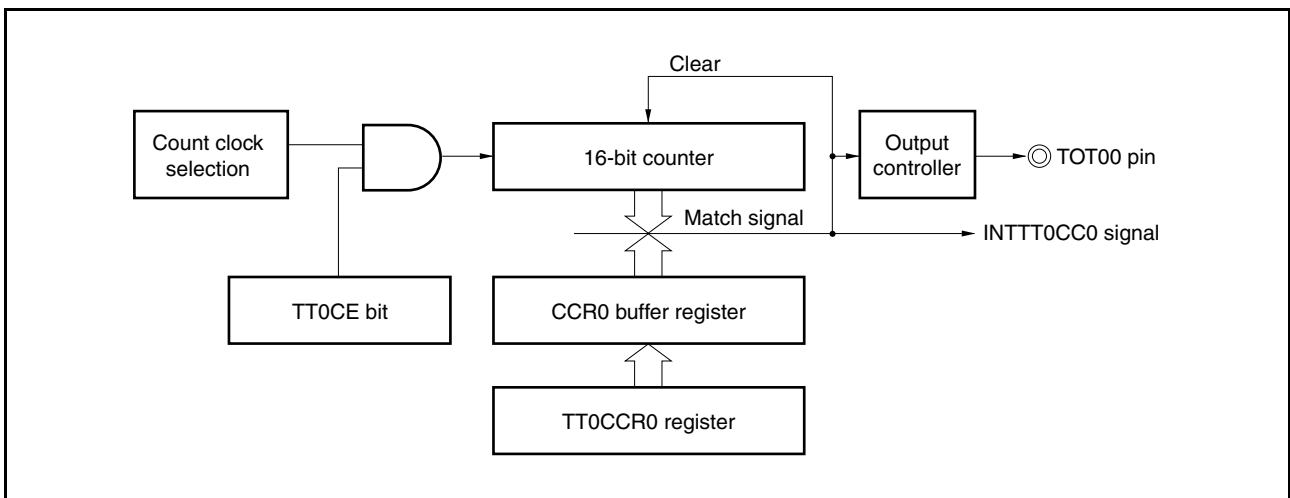 Clear
Count clock
selection
16-bit counter
Output
controller
TOT00 pin
Match signal
INTTT0CC0 signal
TT0CE bit
CCR0 buffer register
TT0CCR0 register